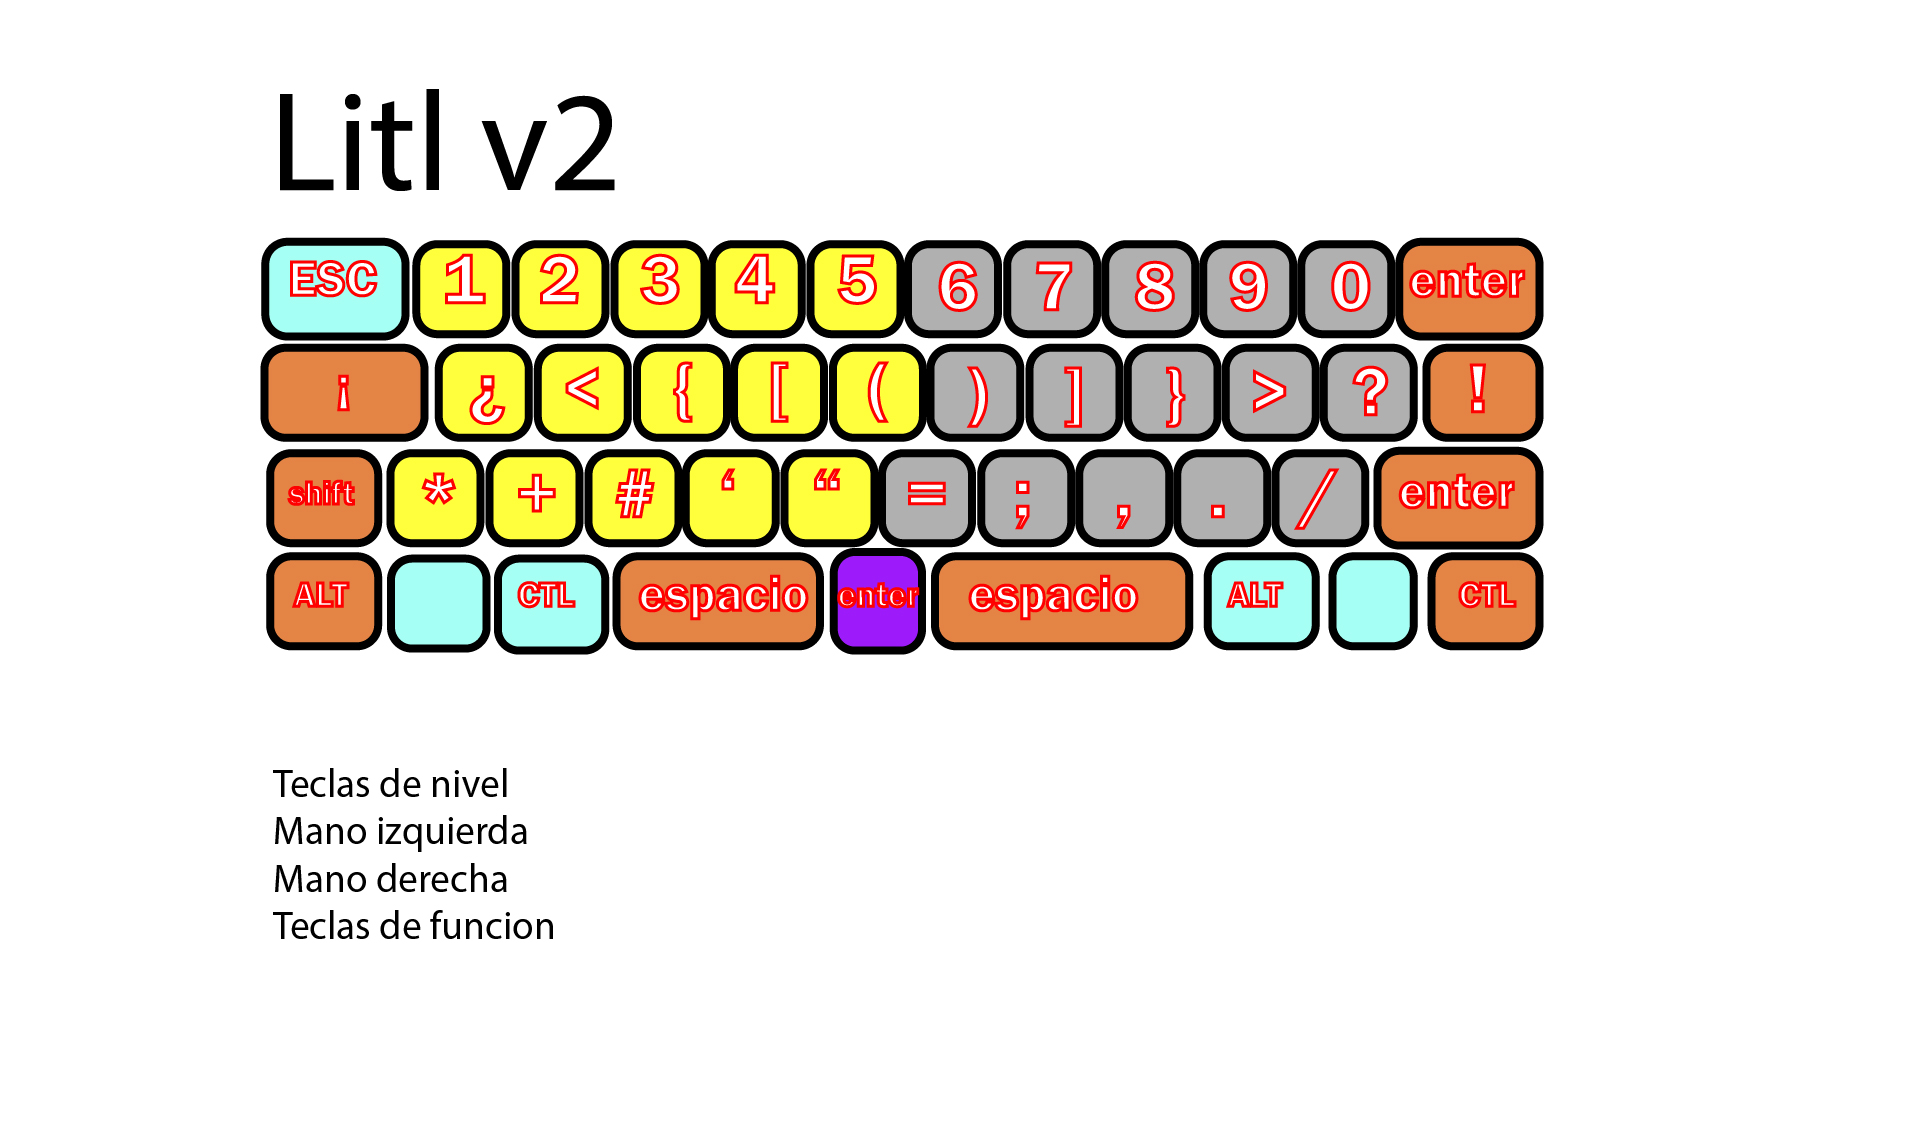 Litl v2
ESC 1 2 3 4 5 6 7 8 9 0 enter
¡ ¿ < { [ ( ) ] } > ? !
shift * + # ‘ “ = ; , . / enter
ALT CTL espacio enter espacio ALT CTL
Teclas de nivel
Mano izquierda
Mano derecha
Teclas de funcion